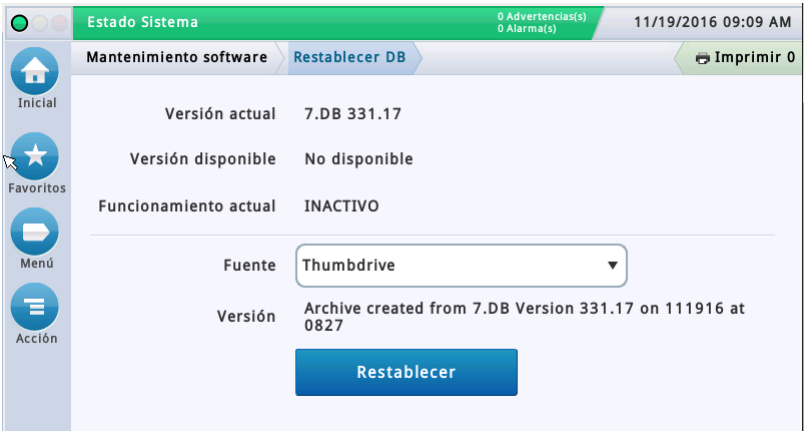 Estado Sistema
0 Advertencias(s)
0 Alarma(s)
11/19/2016 09:09 AM
Mantenimiento software
Restablecer DB
Imprimir 0
Inicial
Favoritos
Menú
Acción
Versión actual 7.DB 331.17
Versión disponible No disponible
Funcionamiento actual INACTIVO
Fuente Thumbdrive
Versión Archive created from 7.DB Version 331.17 on 111916 at
0827
Restablecer